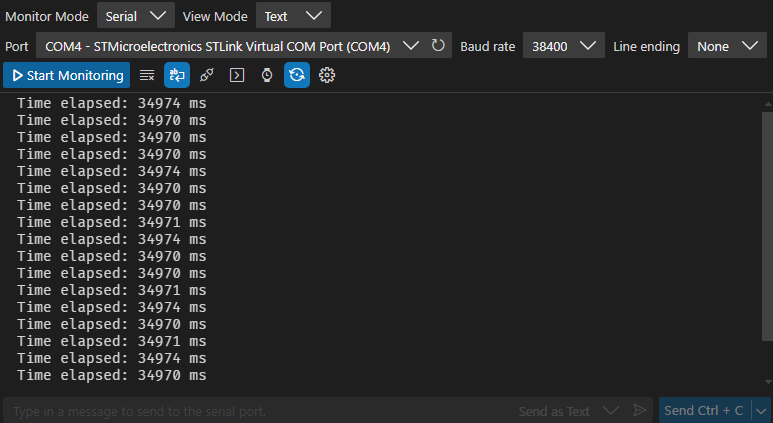 Monitor Mode Serial View Mode Text
Port COM4 - STMicroelectronics STLink Virtual COM Port (COM4) Baud rate 38400 Line ending None
Start Monitoring
Time elapsed: 34974 ms
Time elapsed: 34970 ms
Time elapsed: 34970 ms
Time elapsed: 34970 ms
Time elapsed: 34974 ms
Time elapsed: 34970 ms
Time elapsed: 34970 ms
Time elapsed: 34971 ms
Time elapsed: 34974 ms
Time elapsed: 34970 ms
Time elapsed: 34970 ms
Time elapsed: 34971 ms
Time elapsed: 34974 ms
Time elapsed: 34970 ms
Time elapsed: 34971 ms
Time elapsed: 34974 ms
Time elapsed: 34970 ms
Type in a message to send to the serial port. Send as Text Send Ctrl + C